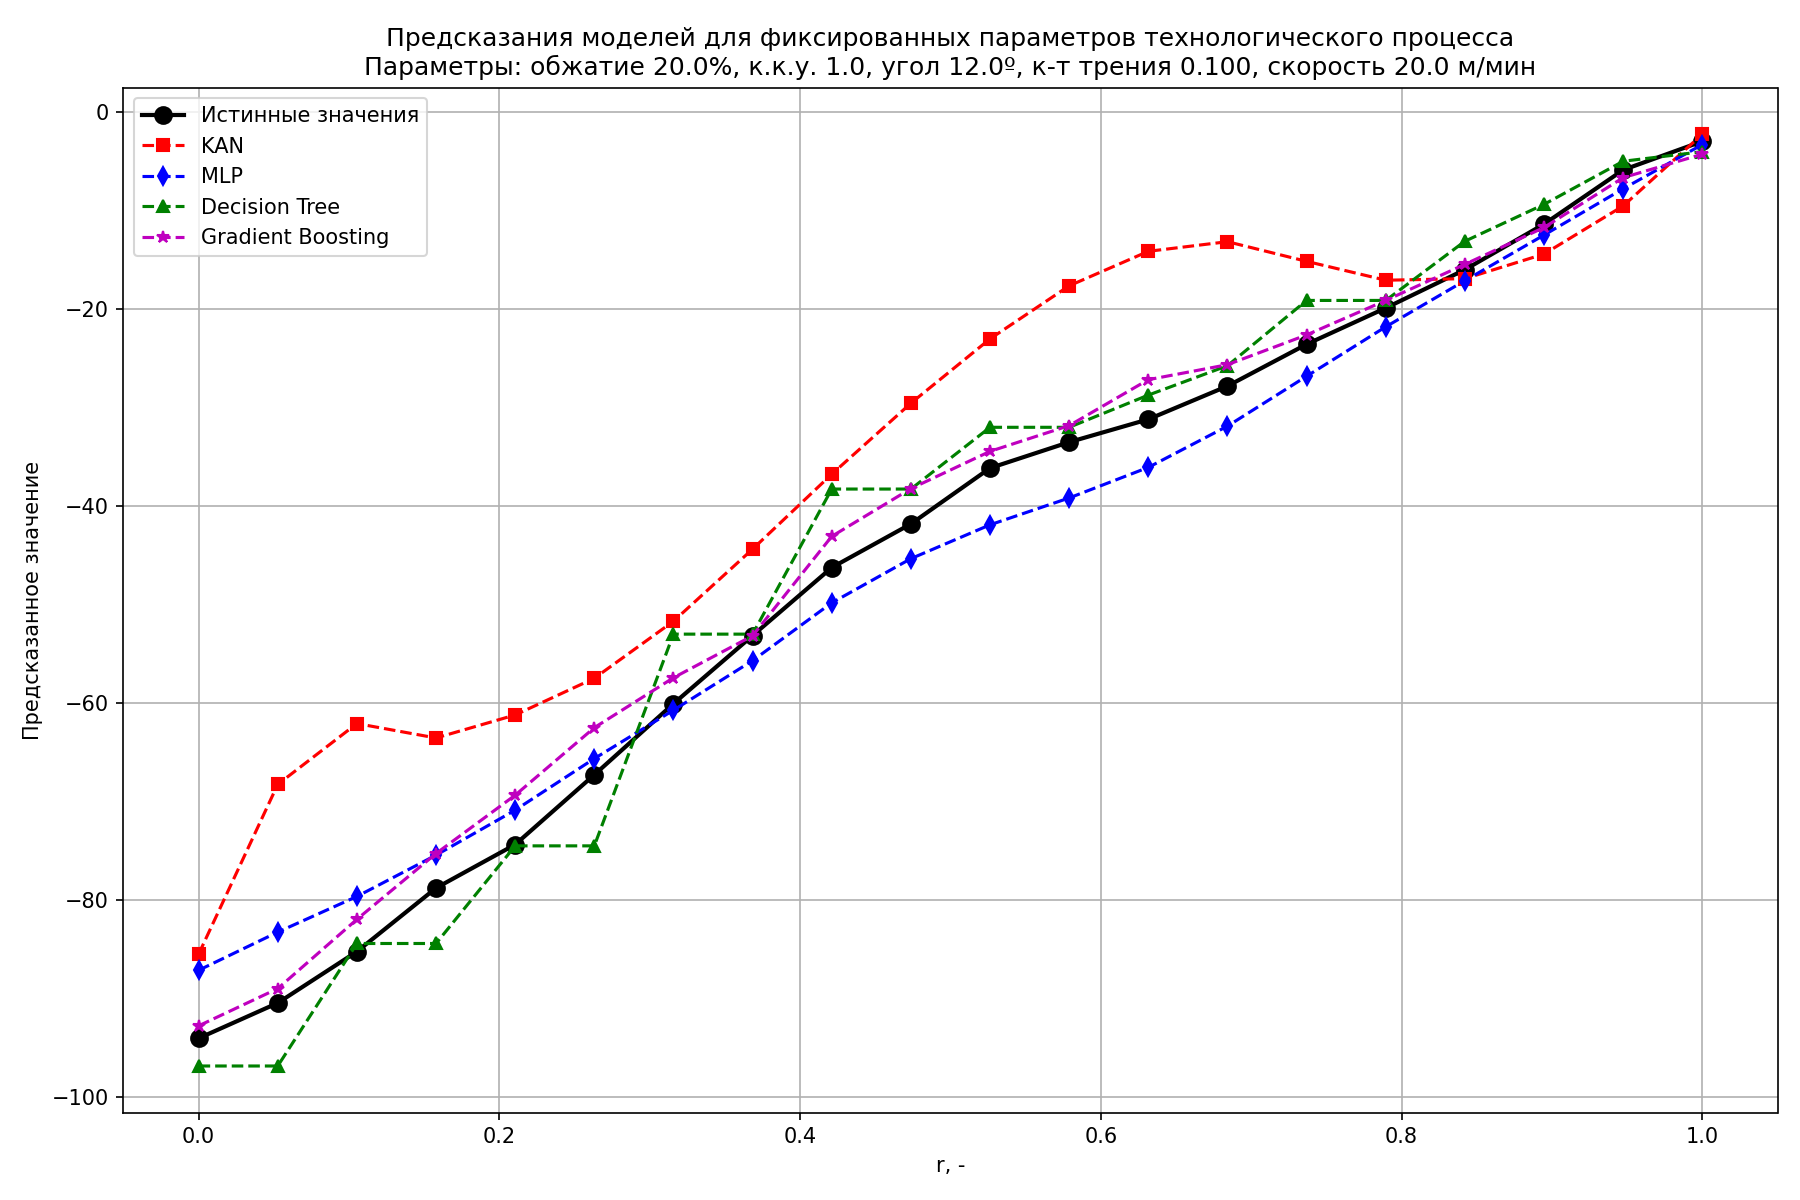 Предсказания моделей для фиксированных параметров технологического процесса
Параметры: обжатие 20.0%, к.к.у. 1.0, угол 12.0º, к-т трения 0.100, скорость 20.0 м/мин
Истинные значения
KAN
MLP
Decision Tree
Gradient Boosting
Предсказанное значение
0
−20
−40
−60
−80
−100
0.0
0.2
0.4
0.6
0.8
1.0
r, -